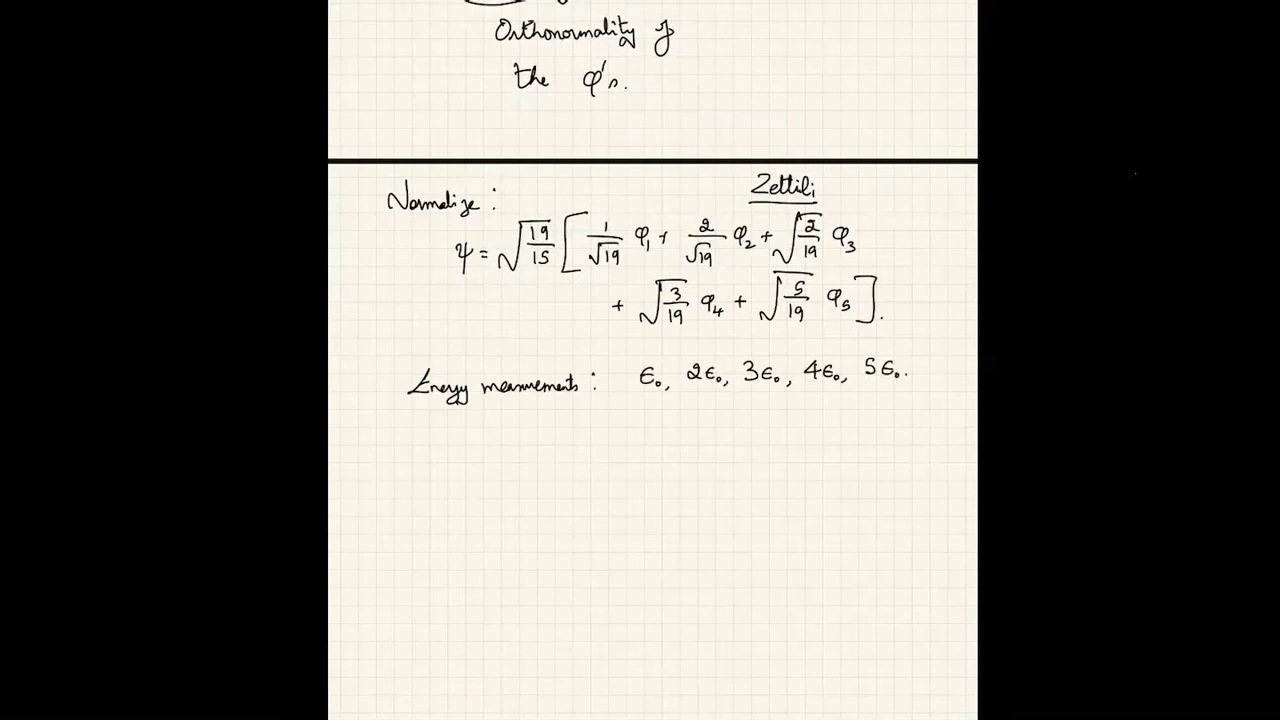 Orthonormality of
the φ's.
Zettili
Normalize :
ψ = √(19/15) [ 1/√19 φ₁ + 2/√19 φ₂ + √(2/19) φ₃
+ √(3/19) φ₄ + √(5/19) φ₅ ].
Energy measurements : ϵ₀, 2ϵ₀, 3ϵ₀, 4ϵ₀, 5ϵ₀.